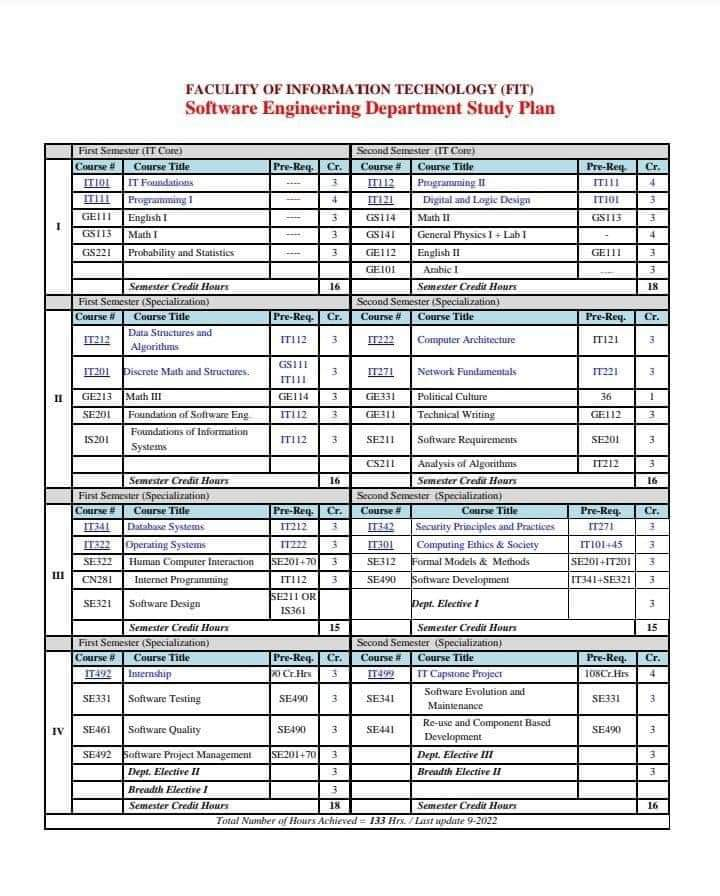 FACULITY OF INFORMATION TECHNOLOGY (FIT)
Software Engineering Department Study Plan
First Semester (IT Core) Second Semester (IT Core)
Course # Course Title Pre-Req. Cr. Course # Course Title Pre-Req. Cr.
I
IT101 IT Foundations ---- 3 IT112 Programming II IT111 4
IT111 Programming I ---- 4 IT121 Digital and Logic Design IT101 3
GE111 English I ---- 3 GS114 Math II GS113 3
GS113 Math I ---- 3 GS141 General Physics I + Lab I - 4
GS221 Probability and Statistics ---- 3 GE112 English II GE111 3
GE101 Arabic I .... 3
Semester Credit Hours 16 Semester Credit Hours 18
First Semester (Specialization) Second Semester (Specialization)
Course # Course Title Pre-Req. Cr. Course # Course Title Pre-Req. Cr.
II
IT212 Data Structures and Algorithms IT112 3 IT222 Computer Architecture IT121 3
IT201 Discrete Math and Structures. GS111 IT111 3 IT271 Network Fundamentals IT221 3
GE213 Math III GE114 3 GE331 Political Culture 36 1
SE201 Foundation of Software Eng. IT112 3 GE311 Technical Writing GE112 3
IS201 Foundations of Information Systems IT112 3 SE211 Software Requirements SE201 3
CS211 Analysis of Algorithms IT212 3
Semester Credit Hours 16 Semester Credit Hours 16
First Semester (Specialization) Second Semester (Specialization)
Course # Course Title Pre-Req. Cr. Course # Course Title Pre-Req. Cr.
III
IT341 Database Systems IT212 3 IT342 Security Principles and Practices IT271 3
IT322 Operating Systems IT222 3 IT301 Computing Ethics & Society IT101+45 3
SE322 Human Computer Interaction SE201+70 3 SE312 Formal Models & Methods SE201+IT201 3
CN281 Internet Programming IT112 3 SE490 Software Development IT341+SE321 3
SE321 Software Design SE211 OR IS361 3 Dept. Elective I 3
Semester Credit Hours 15 Semester Credit Hours 15
First Semester (Specialization) Second Semester (Specialization)
Course # Course Title Pre-Req. Cr. Course # Course Title Pre-Req. Cr.
IV
IT492 Internship 90 Cr.Hrs 3 IT499 IT Capstone Project 108Cr.Hrs 4
SE331 Software Testing SE490 3 SE341 Software Evolution and Maintenance SE331 3
SE461 Software Quality SE490 3 SE441 Re-use and Component Based Development SE490 3
SE492 Software Project Management SE201+70 3 Dept. Elective III 3
Dept. Elective II 3 Breadth Elective II 3
Breadth Elective I 3
Semester Credit Hours 18 Semester Credit Hours 16
Total Number of Hours Achieved = 133 Hrs. / Last update 9-2022